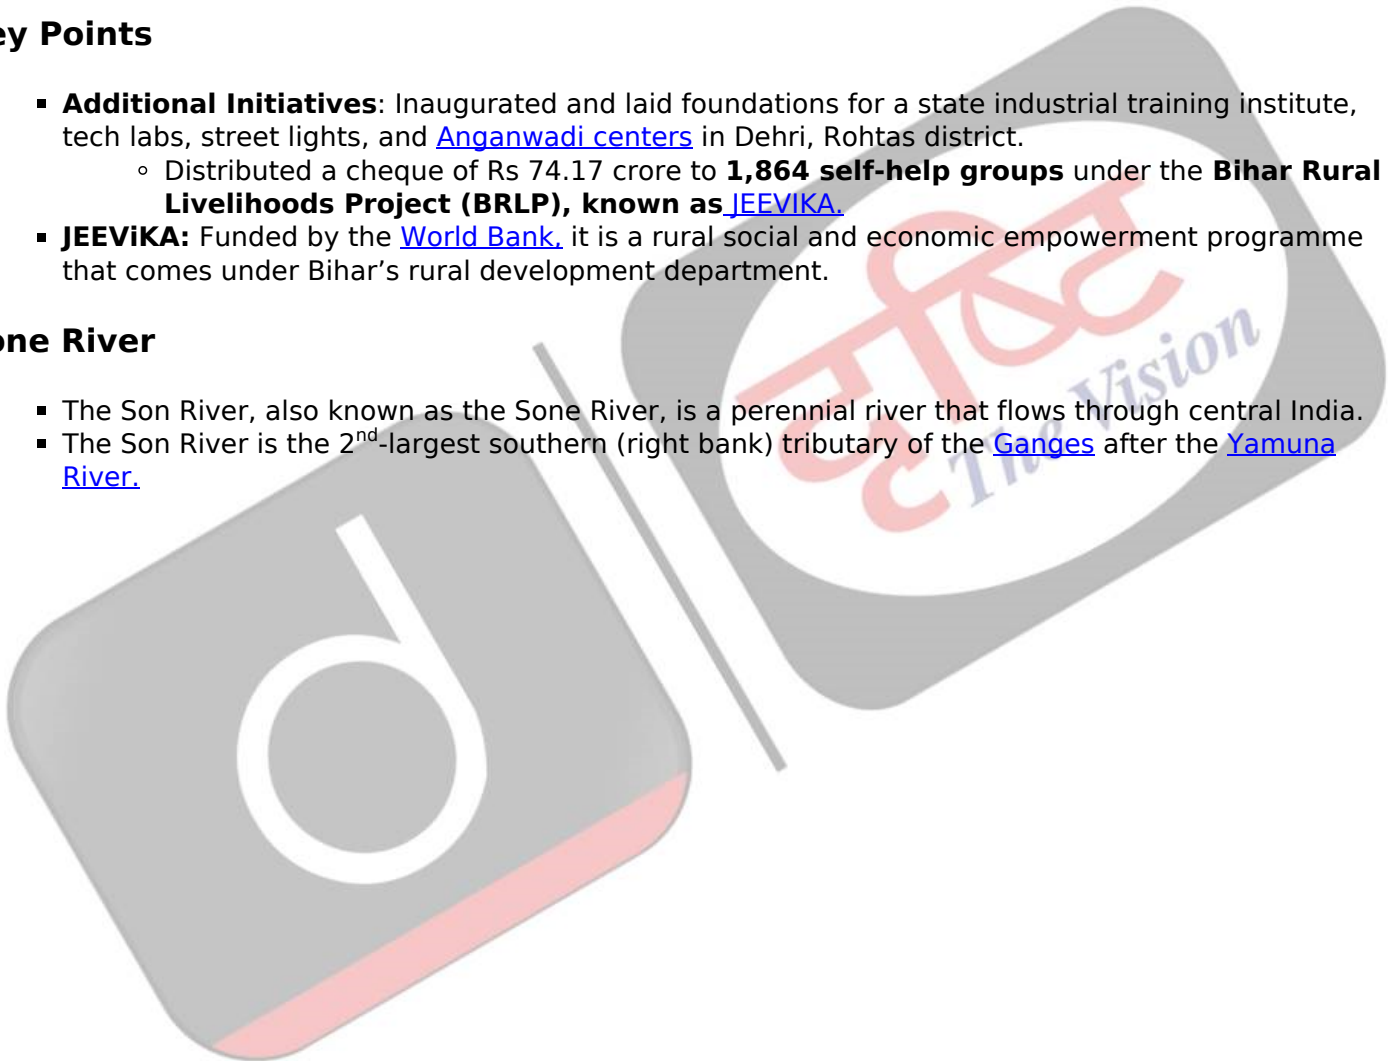 ey Points
▪ Additional Initiatives: Inaugurated and laid foundations for a state industrial training institute,
tech labs, street lights, and Anganwadi centers in Dehri, Rohtas district.
◦ Distributed a cheque of Rs 74.17 crore to 1,864 self-help groups under the Bihar Rural
Livelihoods Project (BRLP), known as JEEVIKA.
▪ JEEViKA: Funded by the World Bank, it is a rural social and economic empowerment programme
that comes under Bihar’s rural development department.
one River
▪ The Son River, also known as the Sone River, is a perennial river that flows through central India.
▪ The Son River is the 2nd-largest southern (right bank) tributary of the Ganges after the Yamuna
River.
दृष्टि
The Vision
d